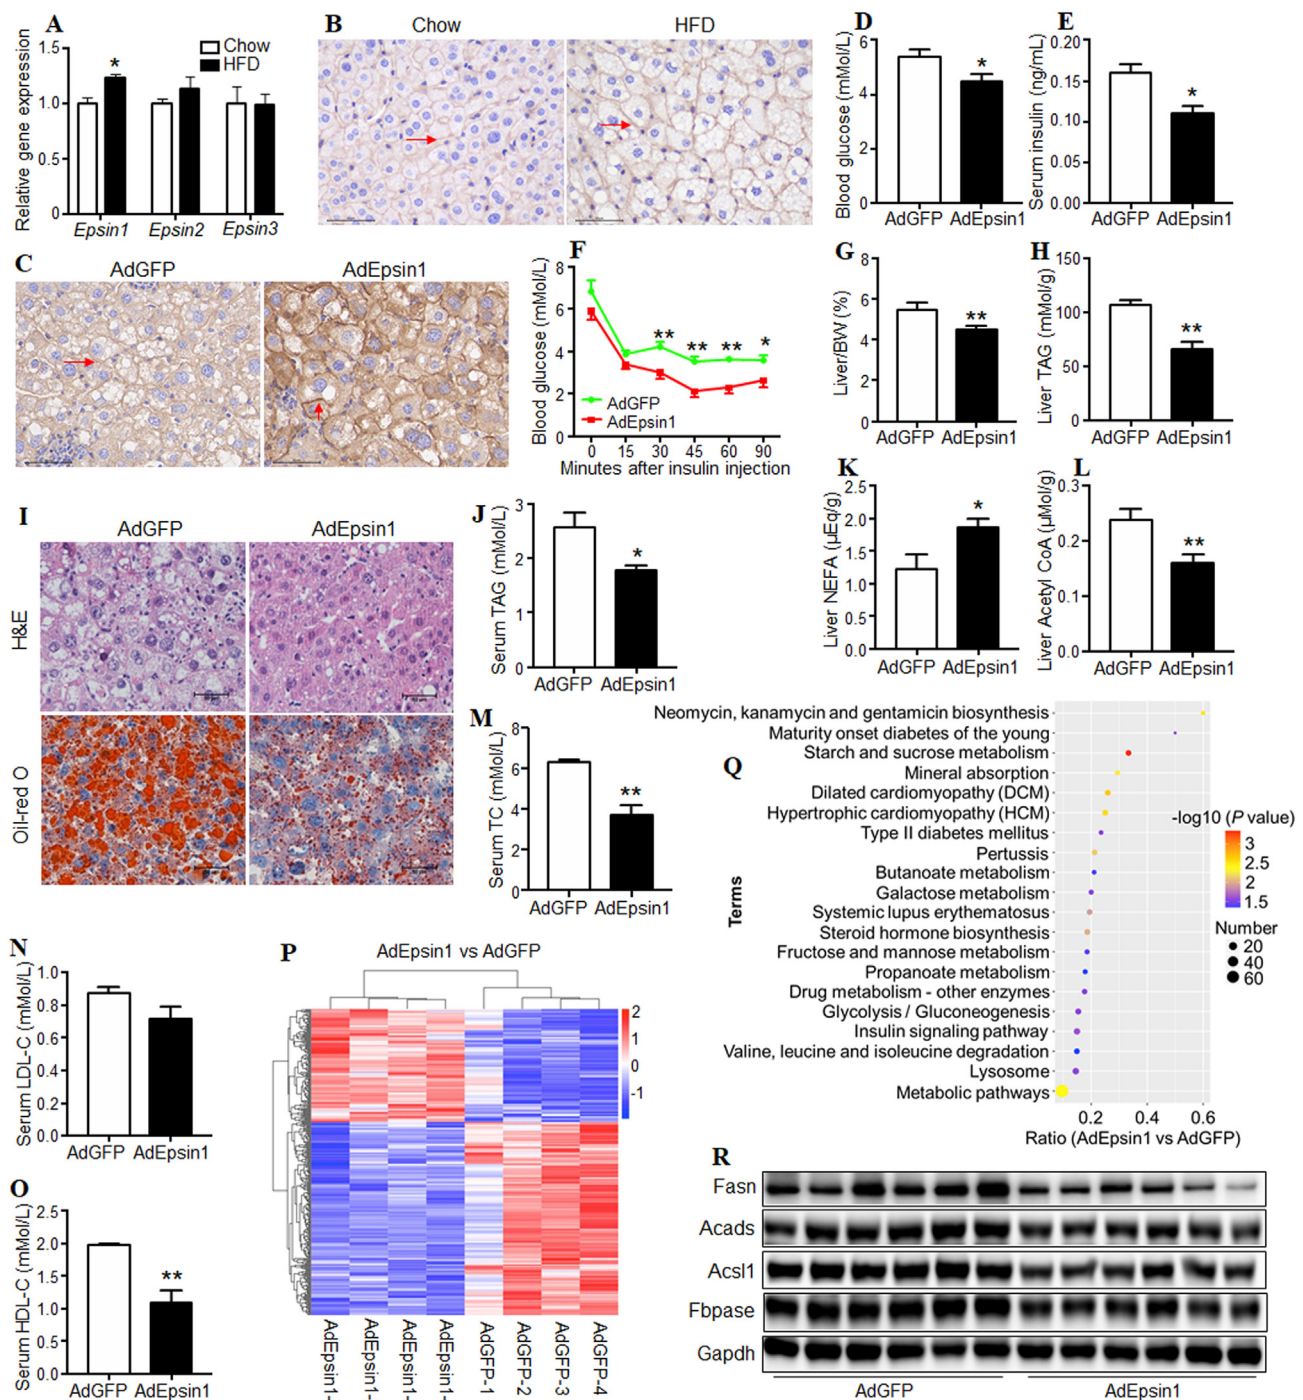 A
Relative gene expression
1.5
1.0
0.5
0
Chow
HFD
*
Epsin1 Epsin2 Epsin3
B
Chow HFD
D
Blood glucose (mMol/L)
8
6
4
2
0
*
AdGFP AdEpsin1
E
Serum insulin (ng/mL)
0.20
0.15
0.10
0.05
0.00
*
AdGFP AdEpsin1
C
AdGFP AdEpsin1
F
Blood glucose (mMol/L)
8
6
4
2
0
** ** ** *
AdGFP
AdEpsin1
0 15 30 45 60 90
Minutes after insulin injection
G
Liver/BW (%)
8
6
4
2
0
**
AdGFP AdEpsin1
H
Liver TAG (mMol/g)
150
100
50
0
**
AdGFP AdEpsin1
I
AdGFP AdEpsin1
H&E
Oil-red O
J
Serum TAG (mMol/L)
3
2
1
0
*
AdGFP AdEpsin1
K
Liver NEFA (µEq/g)
2.5
2.0
1.5
1.0
0.5
0.0
*
AdGFP AdEpsin1
L
Liver Acetyl CoA (µMol/g)
0.3
0.2
0.1
0.0
**
AdGFP AdEpsin1
M
Serum TC (mMol/L)
8
6
4
2
0
**
AdGFP AdEpsin1
Q
Terms
Neomycin, kanamycin and gentamicin biosynthesis
Maturity onset diabetes of the young
Starch and sucrose metabolism
Mineral absorption
Dilated cardiomyopathy (DCM)
Hypertrophic cardiomyopathy (HCM)
Type II diabetes mellitus
Pertussis
Butanoate metabolism
Galactose metabolism
Systemic lupus erythematosus
Steroid hormone biosynthesis
Fructose and mannose metabolism
Propanoate metabolism
Drug metabolism - other enzymes
Glycolysis / Gluconeogenesis
Insulin signaling pathway
Valine, leucine and isoleucine degradation
Lysosome
Metabolic pathways
0.2 0.4 0.6
Ratio (AdEpsin1 vs AdGFP)
-log10 (P value)
3
2.5
2
1.5
Number
20
40
60
N
Serum LDL-C (mMol/L)
1.0
0.8
0.6
0.4
0.2
0.0
AdGFP AdEpsin1
O
Serum HDL-C (mMol/L)
2.5
2.0
1.5
1.0
0.5
0.0
**
AdGFP AdEpsin1
P
AdEpsin1 vs AdGFP
2
1
0
-1
AdEpsin1-
AdEpsin1-
AdEpsin1-
AdEpsin1-
AdGFP-1
AdGFP-2
AdGFP-3
AdGFP-4
R
Fasn
Acads
Acsl1
Fbpase
Gapdh
AdGFP AdEpsin1